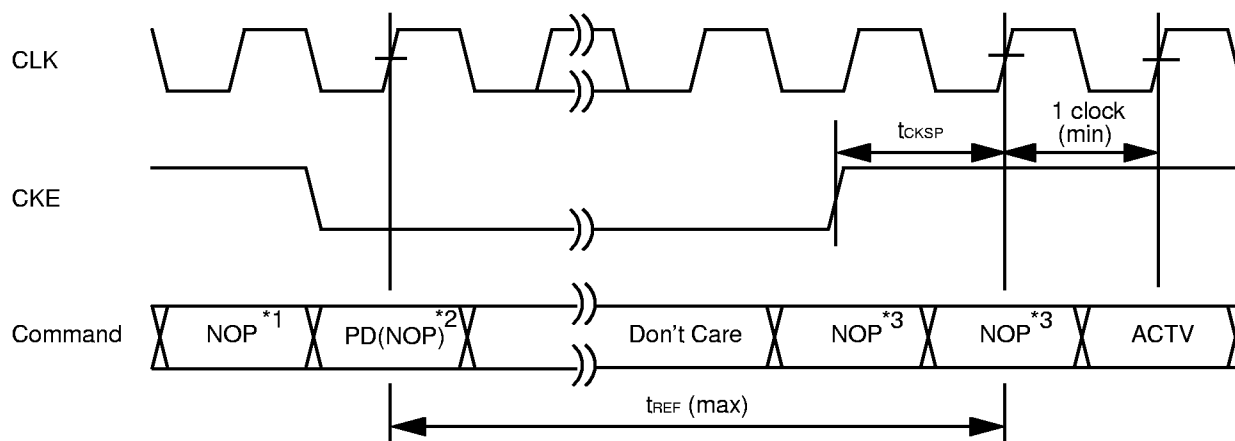 CLK
tCKSP
1 clock
(min)
CKE
Command
NOP*1
PD(NOP)*2
Don't Care
NOP*3
NOP*3
ACTV
tREF (max)